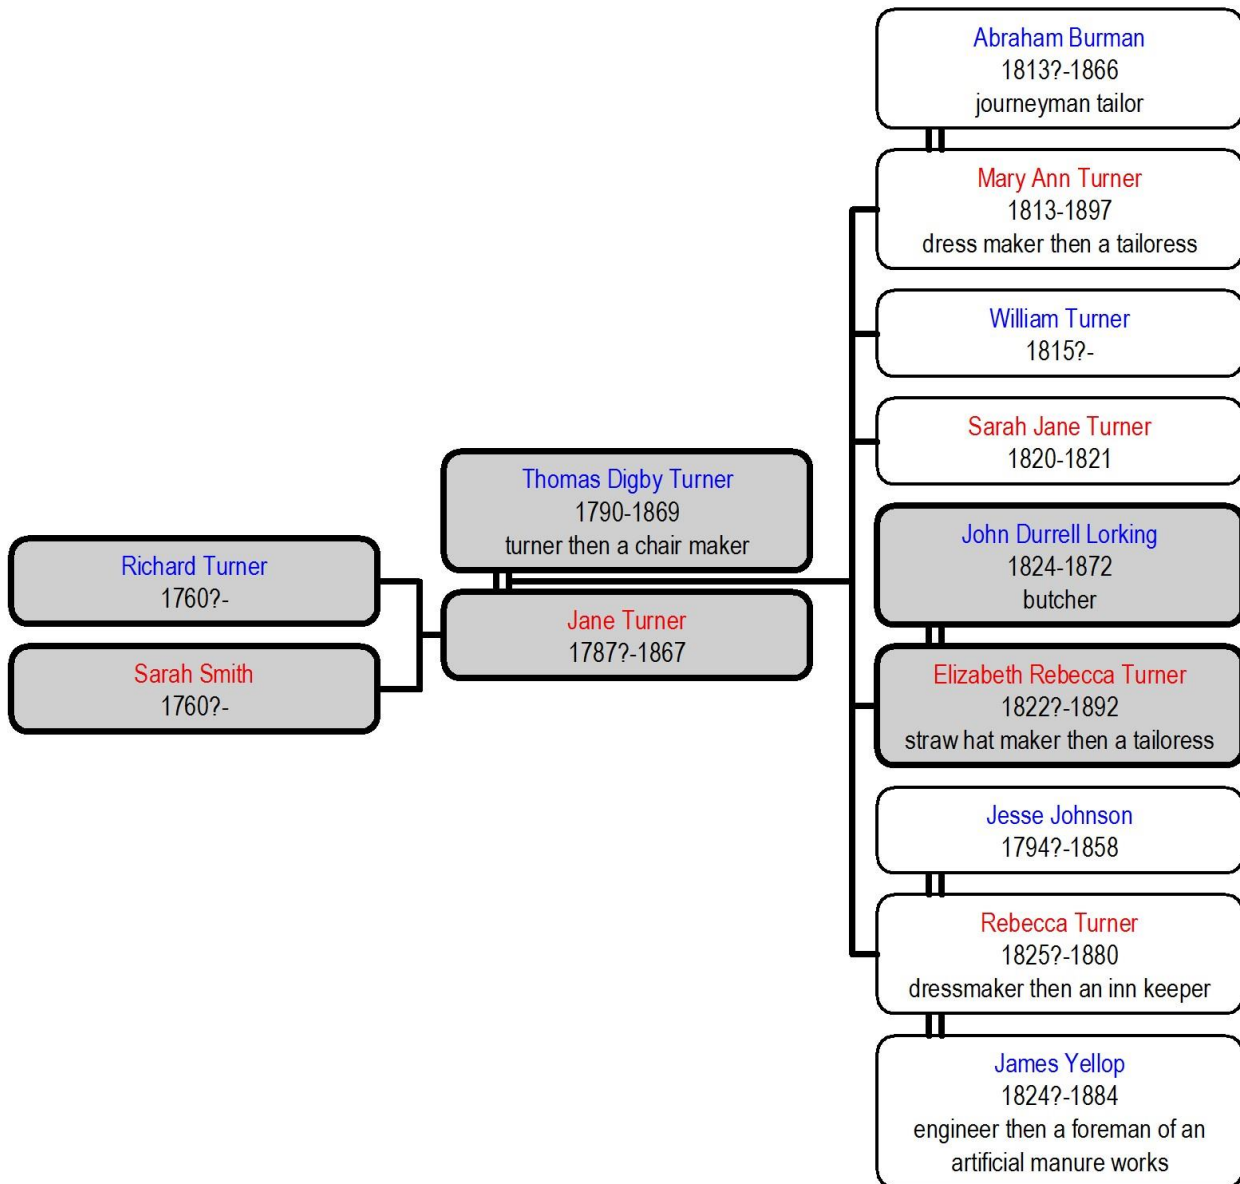 Abraham Burman
1813?-1866
journeyman tailor
Mary Ann Turner
1813-1897
dress maker then a tailoress
William Turner
1815?-
Sarah Jane Turner
1820-1821
Thomas Digby Turner
1790-1869
turner then a chair maker
John Durrell Lorking
1824-1872
butcher
Richard Turner
1760?-
Jane Turner
1787?-1867
Sarah Smith
1760?-
Elizabeth Rebecca Turner
1822?-1892
straw hat maker then a tailoress
Jesse Johnson
1794?-1858
Rebecca Turner
1825?-1880
dressmaker then an inn keeper
James Yellop
1824?-1884
engineer then a foreman of an
artificial manure works